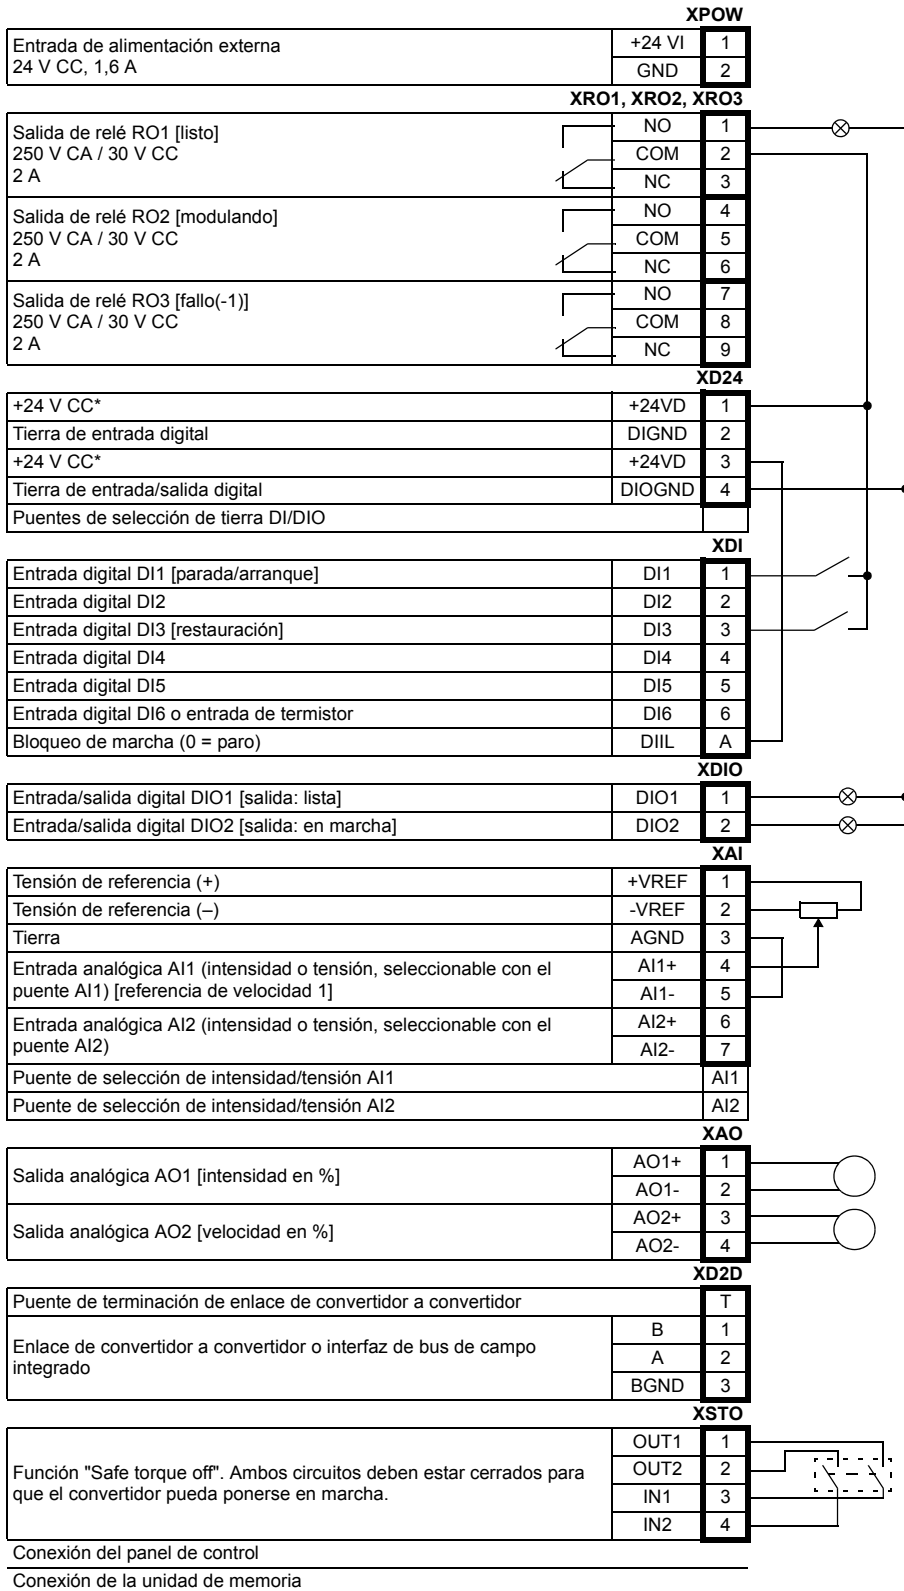 XPOW
Entrada de alimentación externa
24 V CC, 1,6 A
+24 VI 1
GND 2
XRO1, XRO2, XRO3
Salida de relé RO1 [listo]
250 V CA / 30 V CC
2 A
NO 1
COM 2
NC 3
Salida de relé RO2 [modulando]
250 V CA / 30 V CC
2 A
NO 4
COM 5
NC 6
Salida de relé RO3 [fallo(-1)]
250 V CA / 30 V CC
2 A
NO 7
COM 8
NC 9
XD24
+24 V CC* +24VD 1
Tierra de entrada digital DIGND 2
+24 V CC* +24VD 3
Tierra de entrada/salida digital DIOGND 4
Puentes de selección de tierra DI/DIO
XDI
Entrada digital DI1 [parada/arranque] DI1 1
Entrada digital DI2 DI2 2
Entrada digital DI3 [restauración] DI3 3
Entrada digital DI4 DI4 4
Entrada digital DI5 DI5 5
Entrada digital DI6 o entrada de termistor DI6 6
Bloqueo de marcha (0 = paro) DIIL A
XDIO
Entrada/salida digital DIO1 [salida: lista] DIO1 1
Entrada/salida digital DIO2 [salida: en marcha] DIO2 2
XAI
Tensión de referencia (+) +VREF 1
Tensión de referencia (–) -VREF 2
Tierra AGND 3
Entrada analógica AI1 (intensidad o tensión, seleccionable con el
puente AI1) [referencia de velocidad 1]
AI1+ 4
AI1- 5
Entrada analógica AI2 (intensidad o tensión, seleccionable con el
puente AI2)
AI2+ 6
AI2- 7
Puente de selección de intensidad/tensión AI1 AI1
Puente de selección de intensidad/tensión AI2 AI2
XAO
Salida analógica AO1 [intensidad en %]
AO1+ 1
AO1- 2
Salida analógica AO2 [velocidad en %]
AO2+ 3
AO2- 4
XD2D
Puente de terminación de enlace de convertidor a convertidor T
Enlace de convertidor a convertidor o interfaz de bus de campo
integrado
B 1
A 2
BGND 3
XSTO
Función "Safe torque off". Ambos circuitos deben estar cerrados para
que el convertidor pueda ponerse en marcha.
OUT1 1
OUT2 2
IN1 3
IN2 4
Conexión del panel de control
Conexión de la unidad de memoria